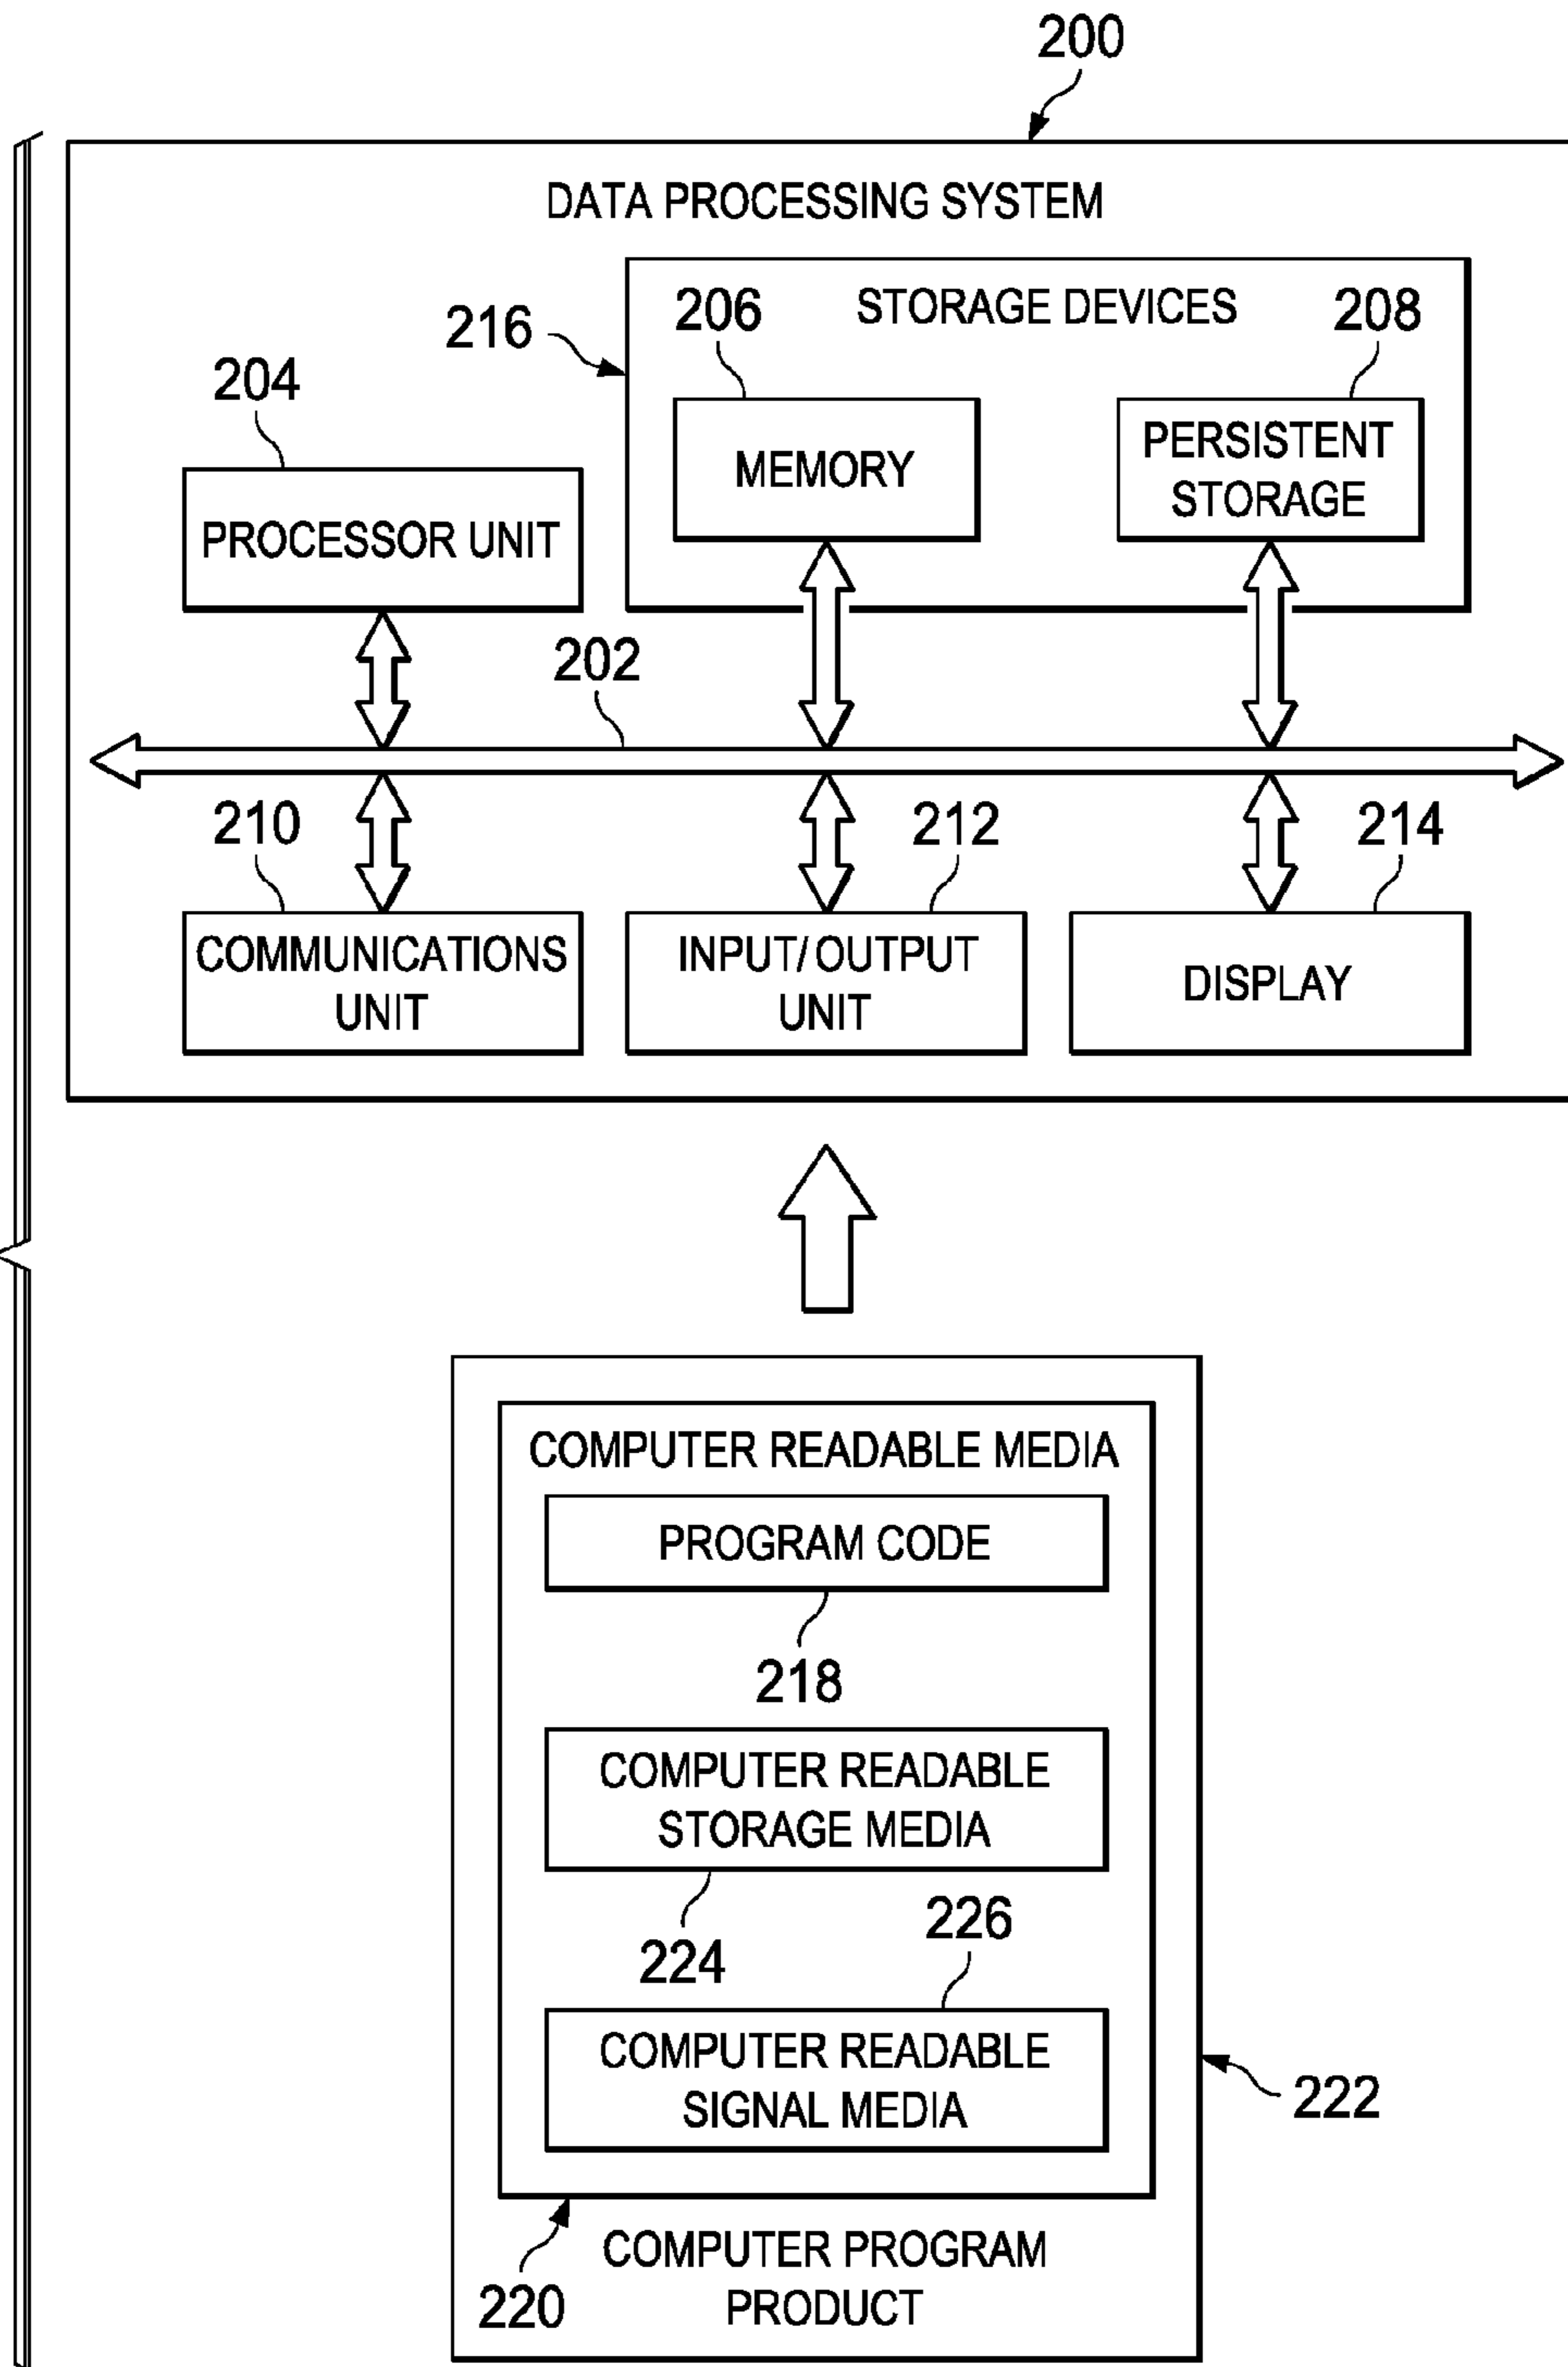 200
DATA PROCESSING SYSTEM
216
206
STORAGE DEVICES
208
204
MEMORY
PERSISTENT
STORAGE
PROCESSOR UNIT
202
210
212
214
COMMUNICATIONS
UNIT
INPUT/OUTPUT
UNIT
DISPLAY
COMPUTER READABLE MEDIA
PROGRAM CODE
218
COMPUTER READABLE
STORAGE MEDIA
224
226
COMPUTER READABLE
SIGNAL MEDIA
222
220
COMPUTER PROGRAM
PRODUCT